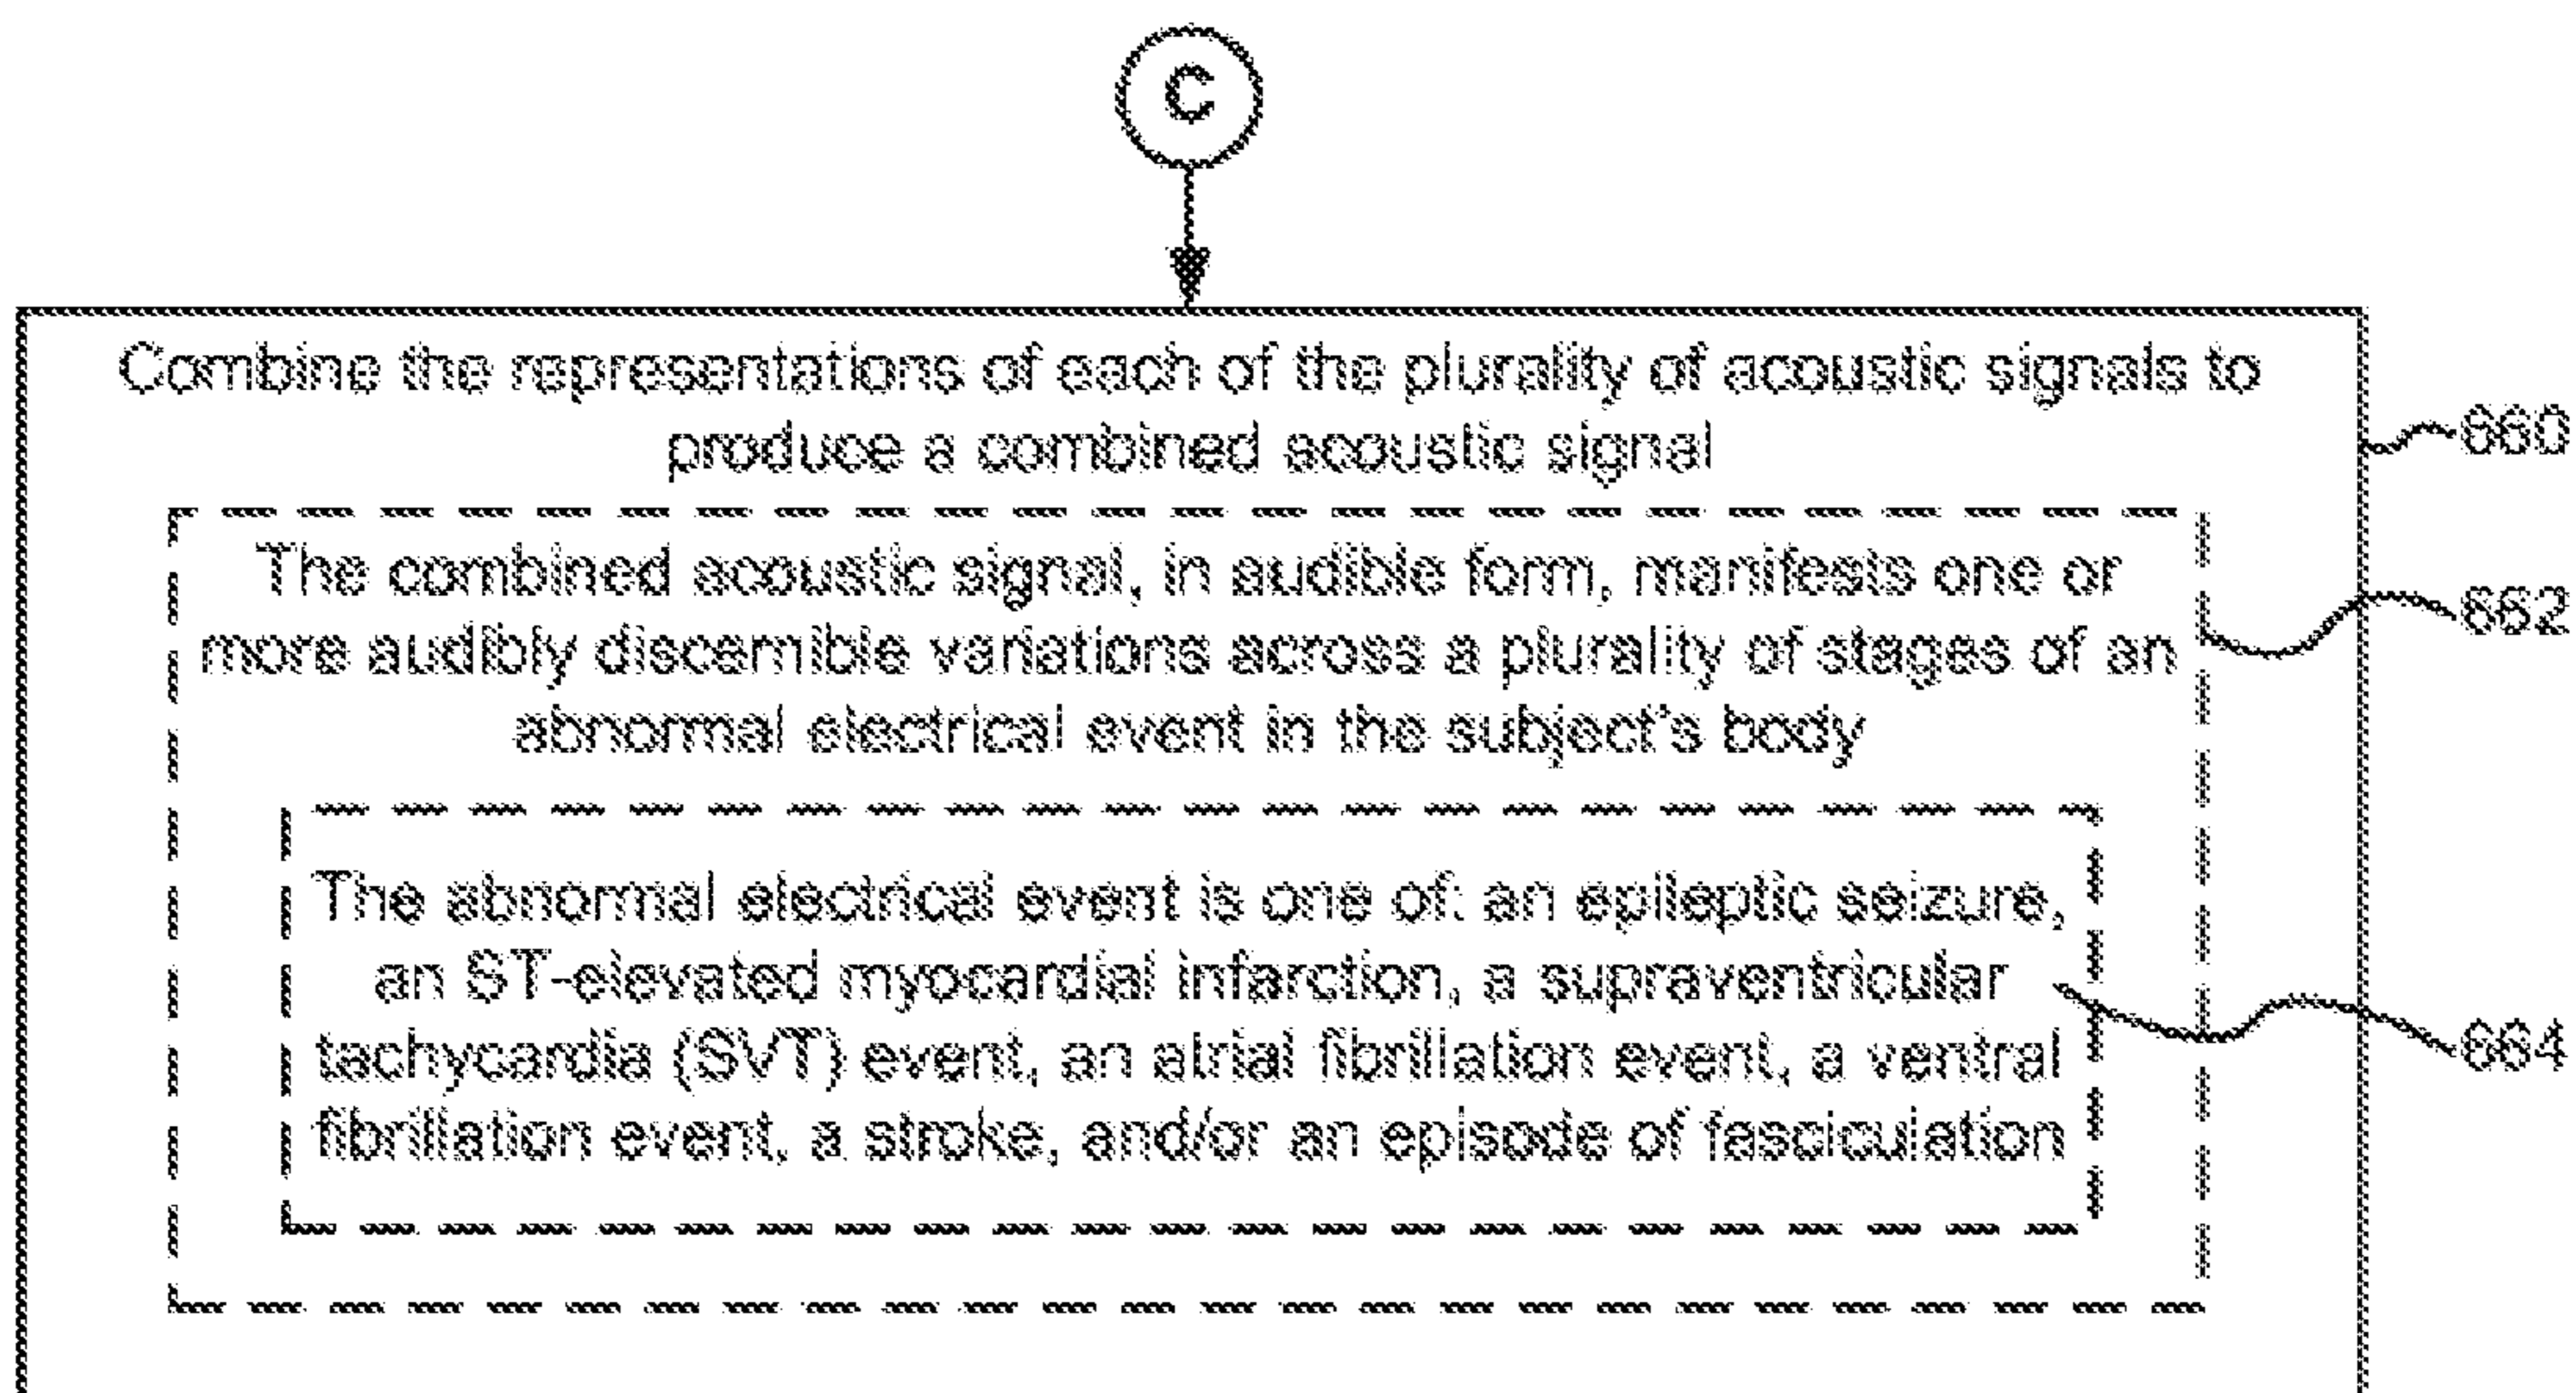 C
Combine the representations of each of the plurality of acoustic signals to
produce a combined acoustic signal
660
The combined acoustic signal, in audible form, manifests one or
more audibly discernible variations across a plurality of stages of an
abnormal electrical event in the subject's body
662
The abnormal electrical event is one of: an epileptic seizure,
an ST-elevated myocardial infarction, a supraventricular
tachycardia (SVT) event, an atrial fibrillation event, a ventral
fibrillation event, a stroke, and/or an episode of fasciculation
664